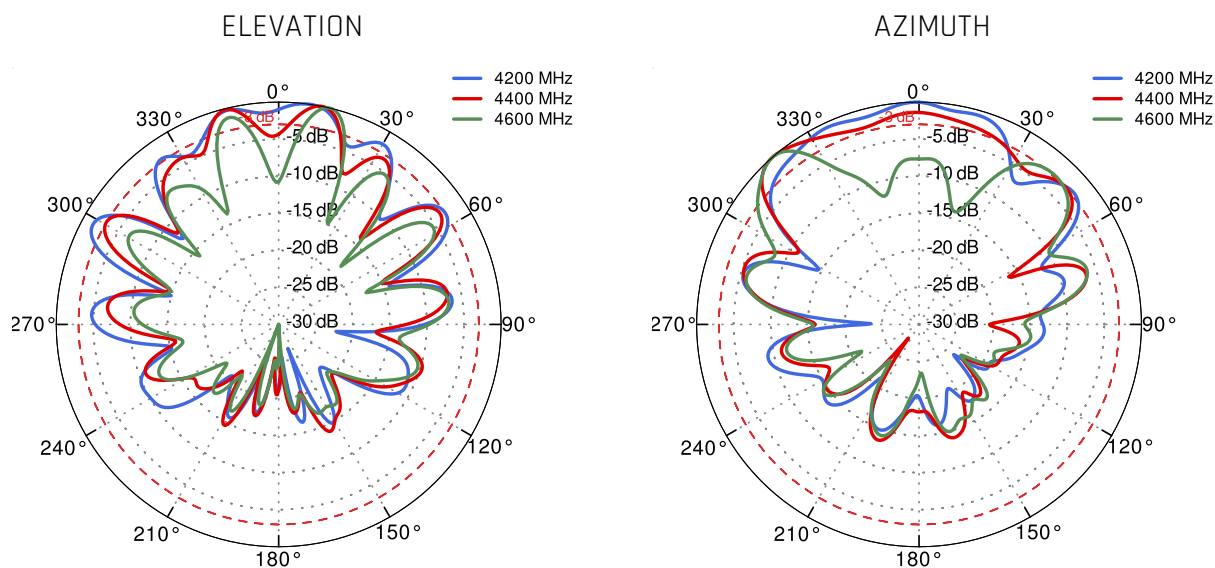 ELEVATION
4200 MHz
4400 MHz
4600 MHz
0°
30°
60°
90°
120°
150°
180°
210°
240°
270°
300°
330°
-3 dB
-5 dB
-10 dB
-15 dB
-20 dB
-25 dB
-30 dB
AZIMUTH
4200 MHz
4400 MHz
4600 MHz
0°
30°
60°
90°
120°
150°
180°
210°
240°
270°
300°
330°
-3 dB
-5 dB
-10 dB
-15 dB
-20 dB
-25 dB
-30 dB